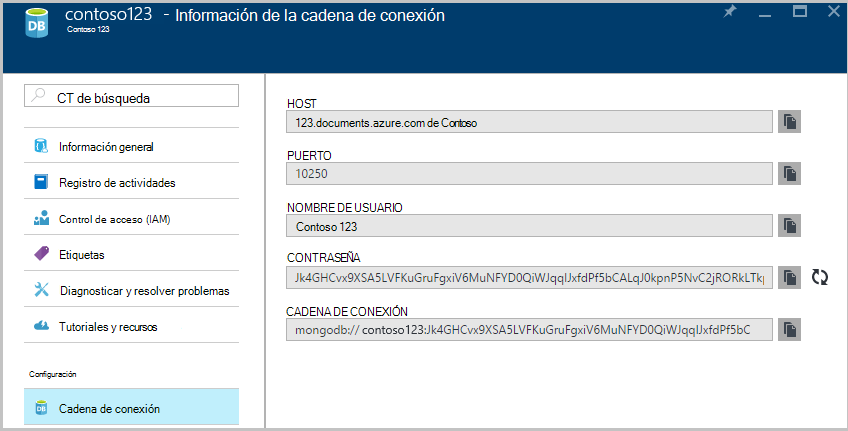 contoso123 - Información de la cadena de conexión
Contoso 123
DB
CT de búsqueda
Información general
Registro de actividades
Control de acceso (IAM)
Etiquetas
Diagnosticar y resolver problemas
Tutoriales y recursos
Configuración
DB
Cadena de conexión
HOST
123.documents.azure.com de Contoso
PUERTO
10250
NOMBRE DE USUARIO
Contoso 123
CONTRASEÑA
Jk4GHCvx9XSA5LVFKuGruFgxiV6MuNFYD0QiWJqqIJxfdPf5bCALqJ0kpnP5NvC2jRORkLTkp
CADENA DE CONEXIÓN
mongodb:// contoso123:Jk4GHCvx9XSA5LVFKuGruFgxiV6MuNFYD0QiWJqqIJxfdPf5bC